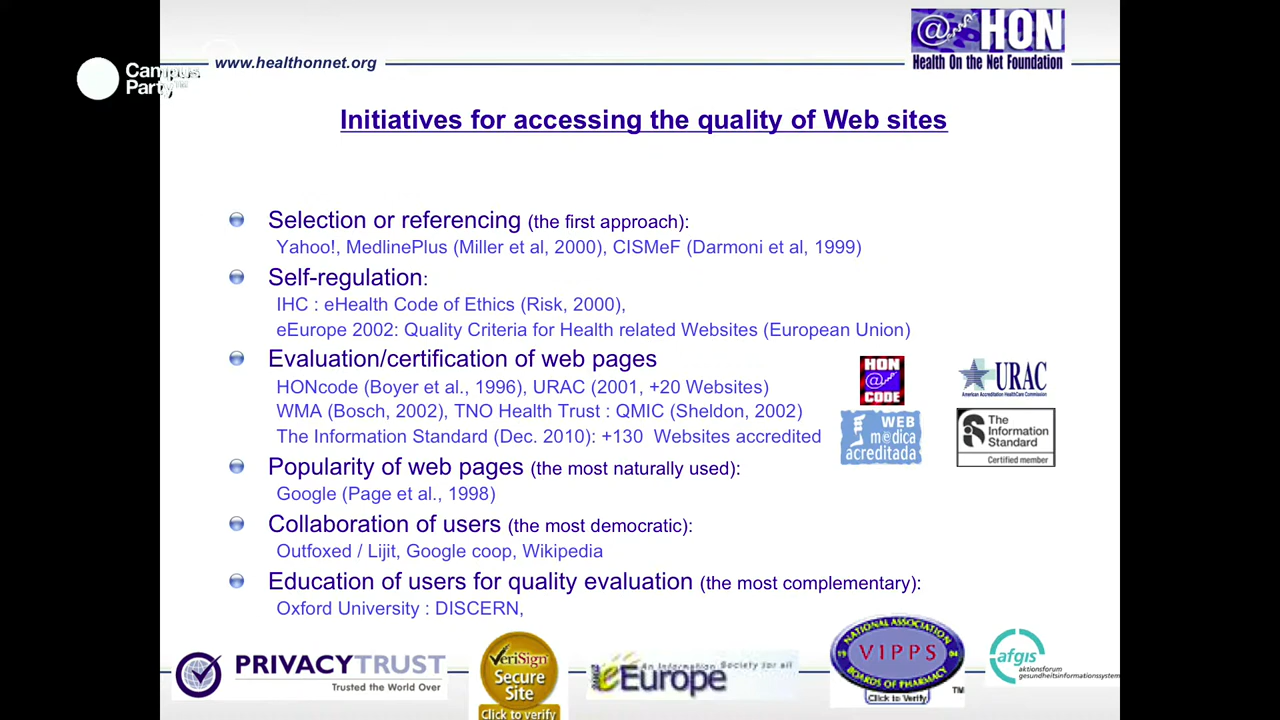 www.healthonnet.org
HON
Health On the Net Foundation
Campus
Party™
Initiatives for accessing the quality of Web sites
Selection or referencing (the first approach):
Yahoo!, MedlinePlus (Miller et al, 2000), CISMeF (Darmoni et al, 1999)
Self-regulation:
IHC : eHealth Code of Ethics (Risk, 2000),
eEurope 2002: Quality Criteria for Health related Websites (European Union)
Evaluation/certification of web pages
HONcode (Boyer et al., 1996), URAC (2001, +20 Websites)
WMA (Bosch, 2002), TNO Health Trust : QMIC (Sheldon, 2002)
The Information Standard (Dec. 2010): +130 Websites accredited
HON
@
CODE
URAC
American Accreditation HealthCare Commission
WEB
m@dica
acreditada
The
Information
Standard
Certified member
Popularity of web pages (the most naturally used):
Google (Page et al., 1998)
Collaboration of users (the most democratic):
Outfoxed / Lijit, Google coop, Wikipedia
Education of users for quality evaluation (the most complementary):
Oxford University : DISCERN,
PRIVACYTRUST
Trusted the World Over
VeriSign
Secure
Site
Click to verify
An Information Society for all
eEurope
NATIONAL ASSOCIATION
19 VIPPS 04
BOARDS OF PHARMACY
TM
Click to Verify
afgis
aktionsforum
gesundheitsinformationssystem